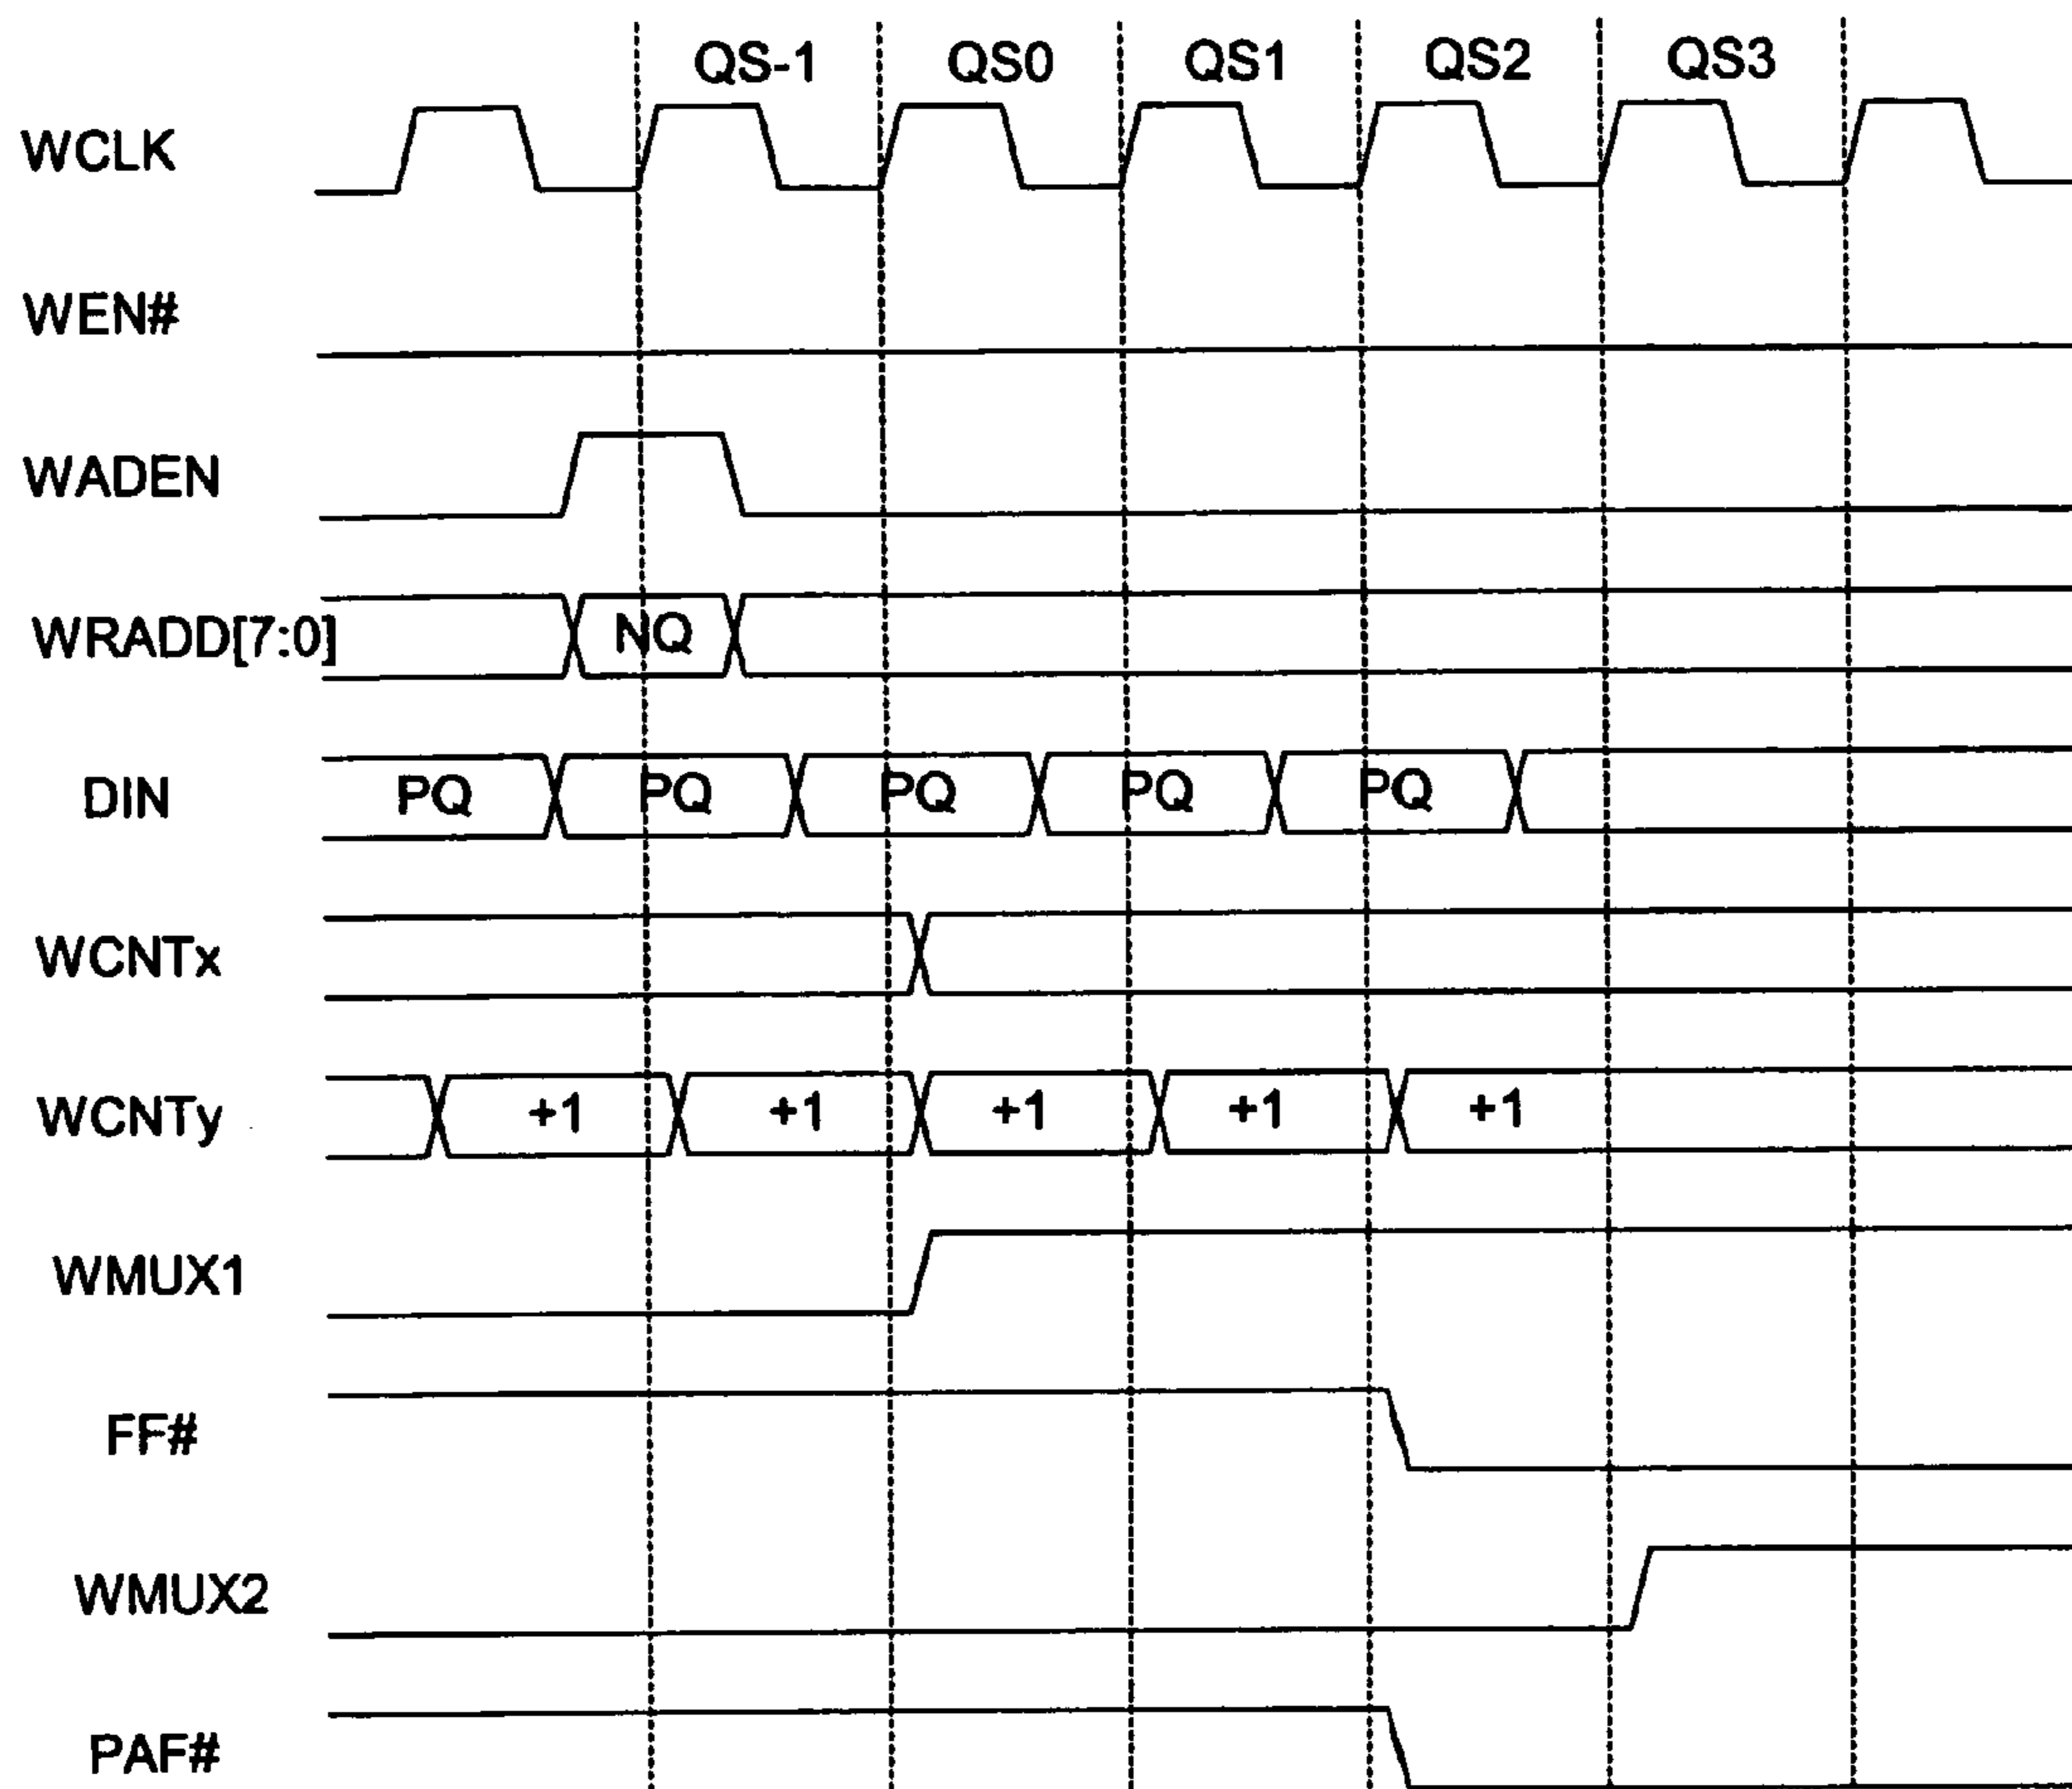 QS-1 QS0 QS1 QS2 QS3
WCLK
WEN#
WADEN
WRADD[7:0] NQ
DIN PQ PQ PQ PQ PQ
WCNTx
WCNTy +1 +1 +1 +1 +1
WMUX1
FF#
WMUX2
PAF#